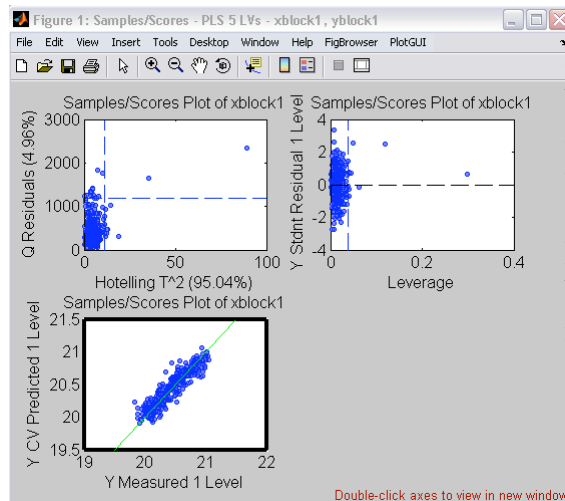 Figure 1: Samples/Scores - PLS 5 LVs - xblock1, yblock1
File Edit View Insert Tools Desktop Window Help FigBrowser PlotGUI
Samples/Scores Plot of xblock1
3000
2000
1000
0
Q Residuals (4.96%)
0 50 100
Hotelling T^2 (95.04%)
Samples/Scores Plot of xblock1
4
2
0
-2
-4
Y Stdnt Residual 1 Level
0 0.2 0.4
Leverage
Samples/Scores Plot of xblock1
21.5
21
20.5
20
19.5
Y CV Predicted 1 Level
19 20 21 22
Y Measured 1 Level
Double-click axes to view in new window